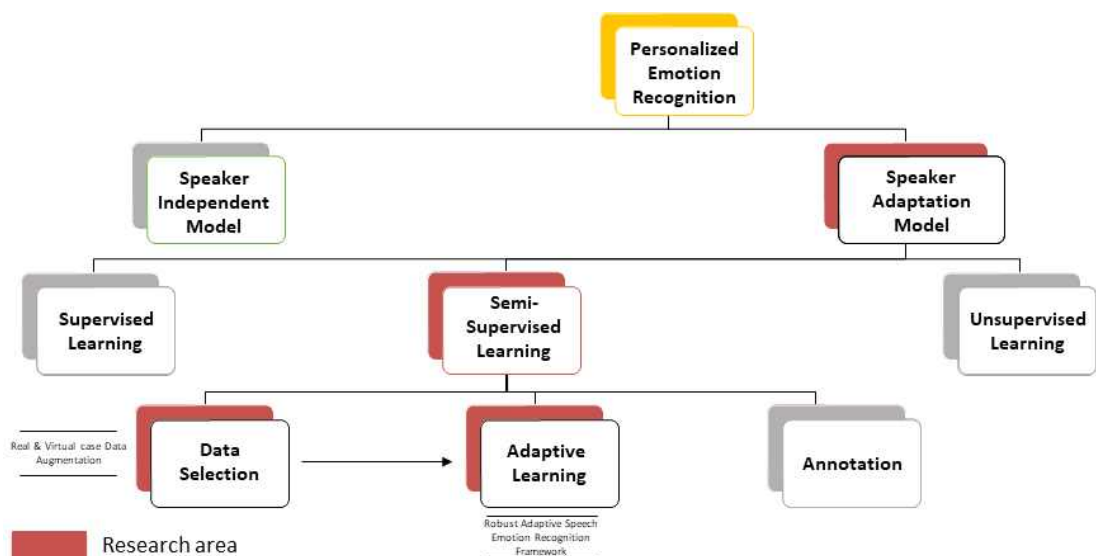 Personalized
Emotion
Recognition
Speaker
Independent
Model
Speaker
Adaptation
Model
Supervised
Learning
Semi-
Supervised
Learning
Unsupervised
Learning
Real & Virtual case Data
Augmentation
Data
Selection
Adaptive
Learning
Annotation
Robust Adaptive Speech
Emotion Recognition
Framework
Research area